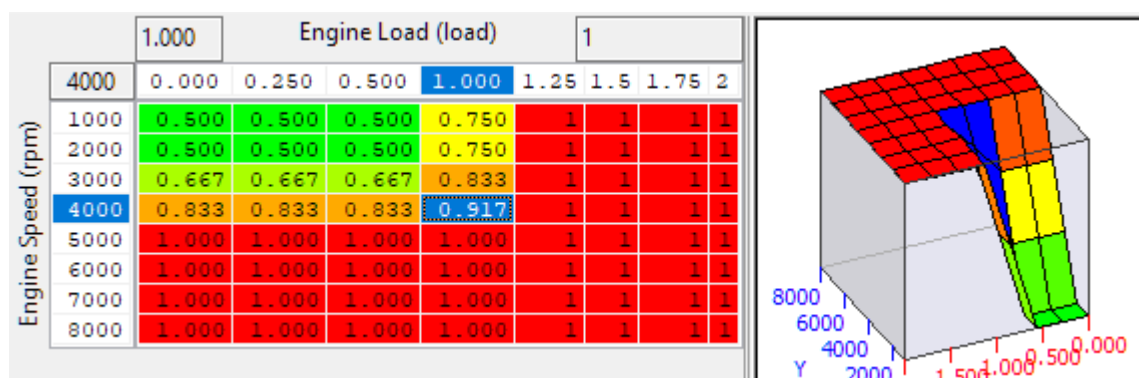 1.000 Engine Load (load) 1
4000 0.000 0.250 0.500 1.000 1.25 1.5 1.75 2
Engine Speed (rpm)
1000 0.500 0.500 0.500 0.750 1 1 1 1
2000 0.500 0.500 0.500 0.750 1 1 1 1
3000 0.667 0.667 0.667 0.833 1 1 1 1
4000 0.833 0.833 0.833 0.917 1 1 1 1
5000 1.000 1.000 1.000 1.000 1 1 1 1
6000 1.000 1.000 1.000 1.000 1 1 1 1
7000 1.000 1.000 1.000 1.000 1 1 1 1
8000 1.000 1.000 1.000 1.000 1 1 1 1
8000
6000
4000
2000
Y
1.500
1.000
0.500
0.000